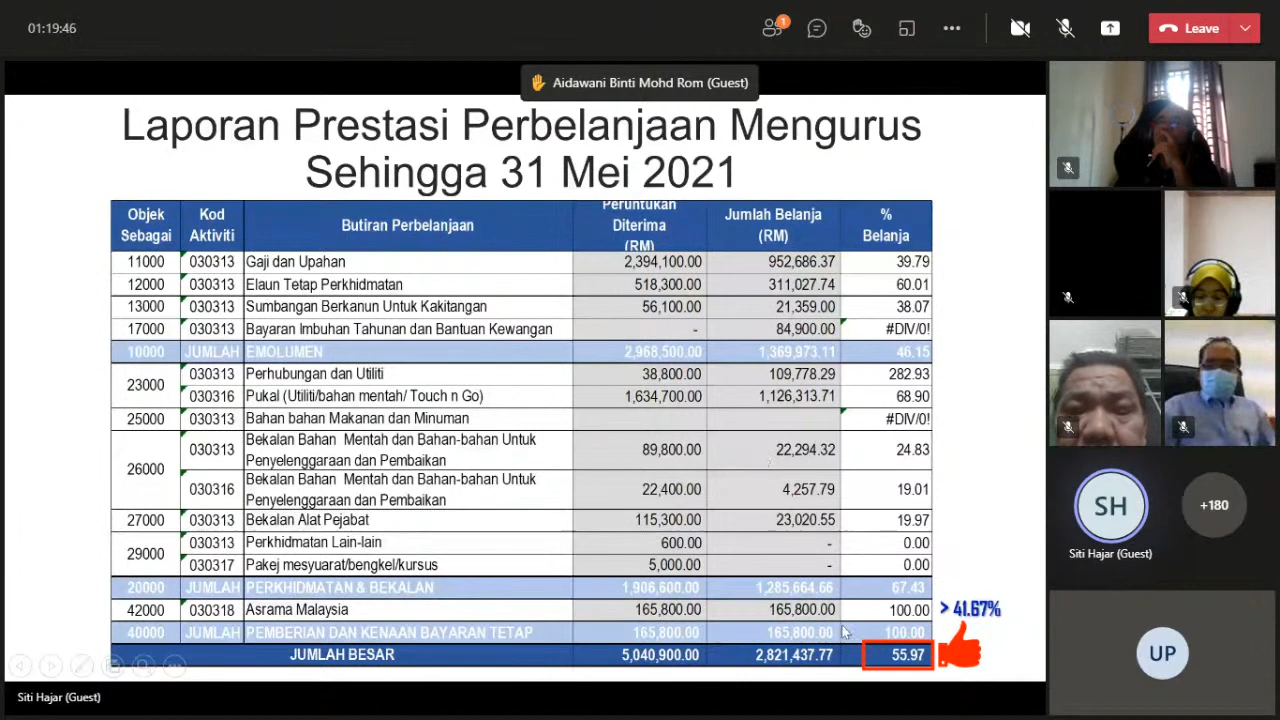 01:19:46
1
Leave
Aidawani Binti Mohd Rom (Guest)
Laporan Prestasi Perbelanjaan Mengurus
Sehingga 31 Mei 2021
Objek Sebagai | Kod Aktiviti | Butiran Perbelanjaan | Peruntukan Diterima (RM) | Jumlah Belanja (RM) | % Belanja
11000 | 030313 | Gaji dan Upahan | 2,394,100.00 | 952,686.37 | 39.79
12000 | 030313 | Elaun Tetap Perkhidmatan | 518,300.00 | 311,027.74 | 60.01
13000 | 030313 | Sumbangan Berkanun Untuk Kakitangan | 56,100.00 | 21,359.00 | 38.07
17000 | 030313 | Bayaran Imbuhan Tahunan dan Bantuan Kewangan | - | 84,900.00 | #DIV/0!
10000 | JUMLAH | EMOLUMEN | 2,968,500.00 | 1,369,973.11 | 46.15
23000 | 030313 | Perhubungan dan Utiliti | 38,800.00 | 109,778.29 | 282.93
030316 | Pukal (Utiliti/bahan mentah/ Touch n Go) | 1,634,700.00 | 1,126,313.71 | 68.90
25000 | 030313 | Bahan bahan Makanan dan Minuman | #DIV/0!
26000 | 030313 | Bekalan Bahan Mentah dan Bahan-bahan Untuk Penyelenggaraan dan Pembaikan | 89,800.00 | 22,294.32 | 24.83
030316 | Bekalan Bahan Mentah dan Bahan-bahan Untuk Penyelenggaraan dan Pembaikan | 22,400.00 | 4,257.79 | 19.01
27000 | 030313 | Bekalan Alat Pejabat | 115,300.00 | 23,020.55 | 19.97
29000 | 030313 | Perkhidmatan Lain-lain | 600.00 | - | 0.00
030317 | Pakej mesyuarat/bengkel/kursus | 5,000.00 | - | 0.00
20000 | JUMLAH | PERKHIDMATAN & BEKALAN | 1,906,600.00 | 1,285,664.66 | 67.43
42000 | 030318 | Asrama Malaysia | 165,800.00 | 165,800.00 | 100.00
> 41.67%
40000 | JUMLAH | PEMBERIAN DAN KENAAN BAYARAN TETAP | 165,800.00 | 165,800.00 | 100.00
JUMLAH BESAR | 5,040,900.00 | 2,821,437.77 | 55.97
Siti Hajar (Guest)
SH
+180
Siti Hajar (Guest)
UP